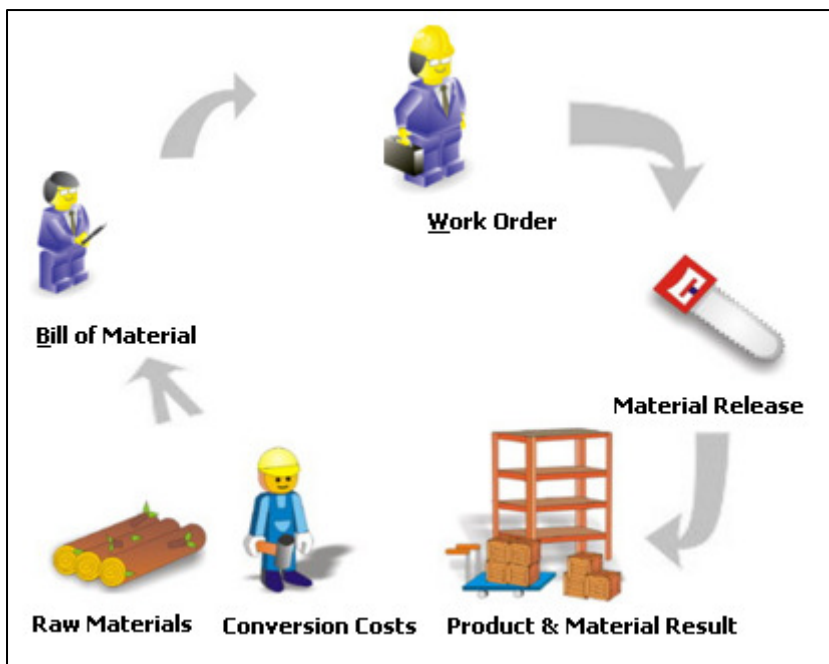 Work Order
Bill of Material
Material Release
Raw Materials
Conversion Costs
Product & Material Result